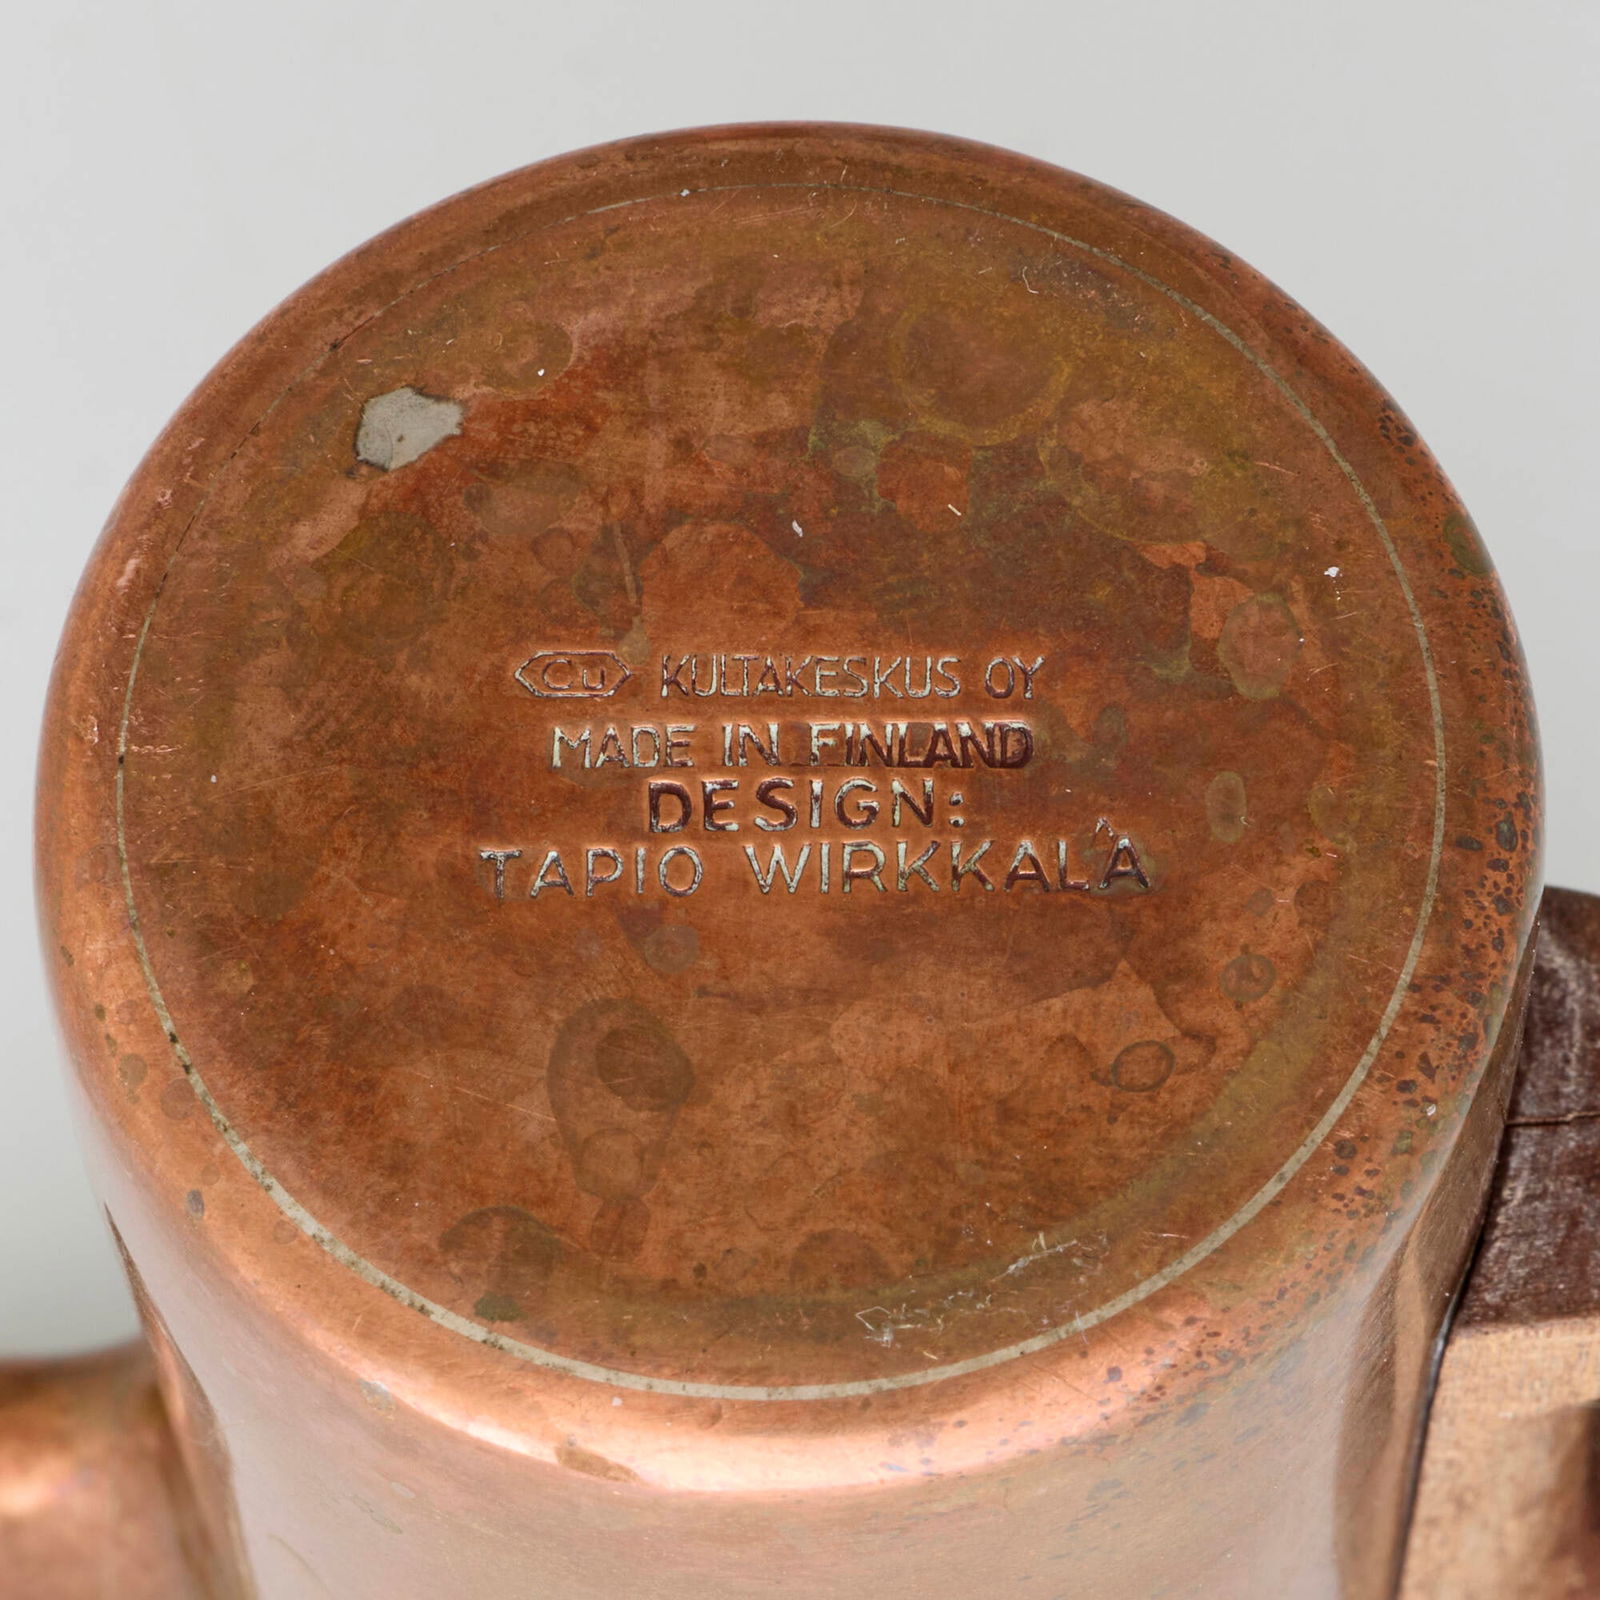 Cu KULTAKESKUS OY
MADE IN FINLAND
DESIGN:
TAPIO WIRKKALA